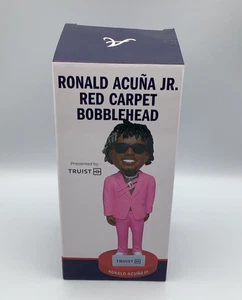 RONALD ACUÑA JR.
RED CARPET
BOBBLEHEAD
Presented by
TRUIST
TRUIST
RONALD ACUÑA JR.